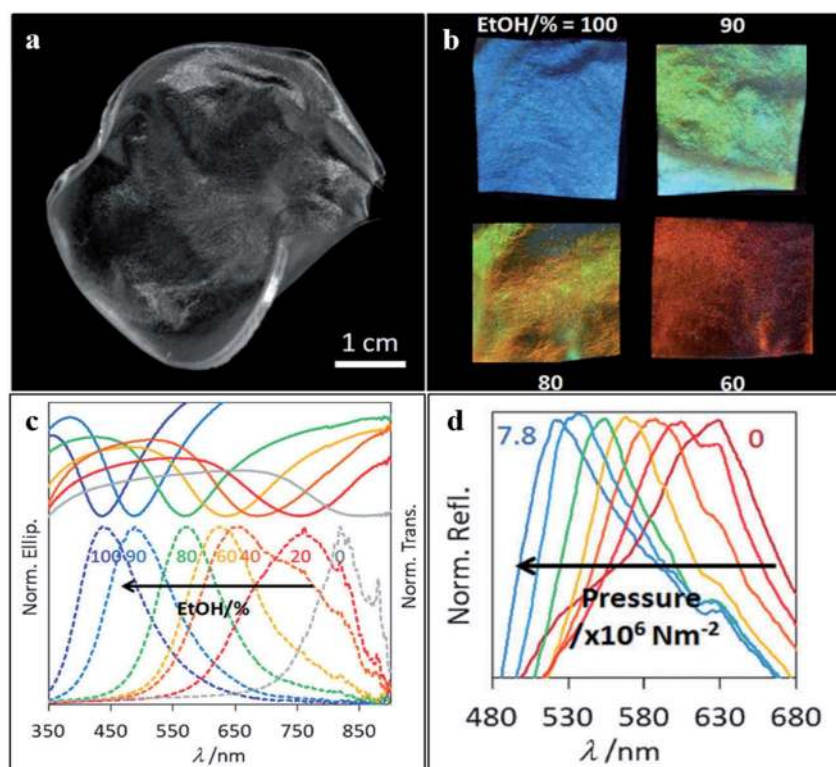 a
1 cm
b
EtOH/% = 100
90
80
60
c
Norm. Ellip.
Norm. Trans.
100 90 80 60 40 20 0
EtOH/%
350 450 550 650 750 850
λ /nm
d
Norm. Refl.
7.8
0
Pressure
/x10⁶ Nm⁻²
480 530 580 630 680
λ /nm